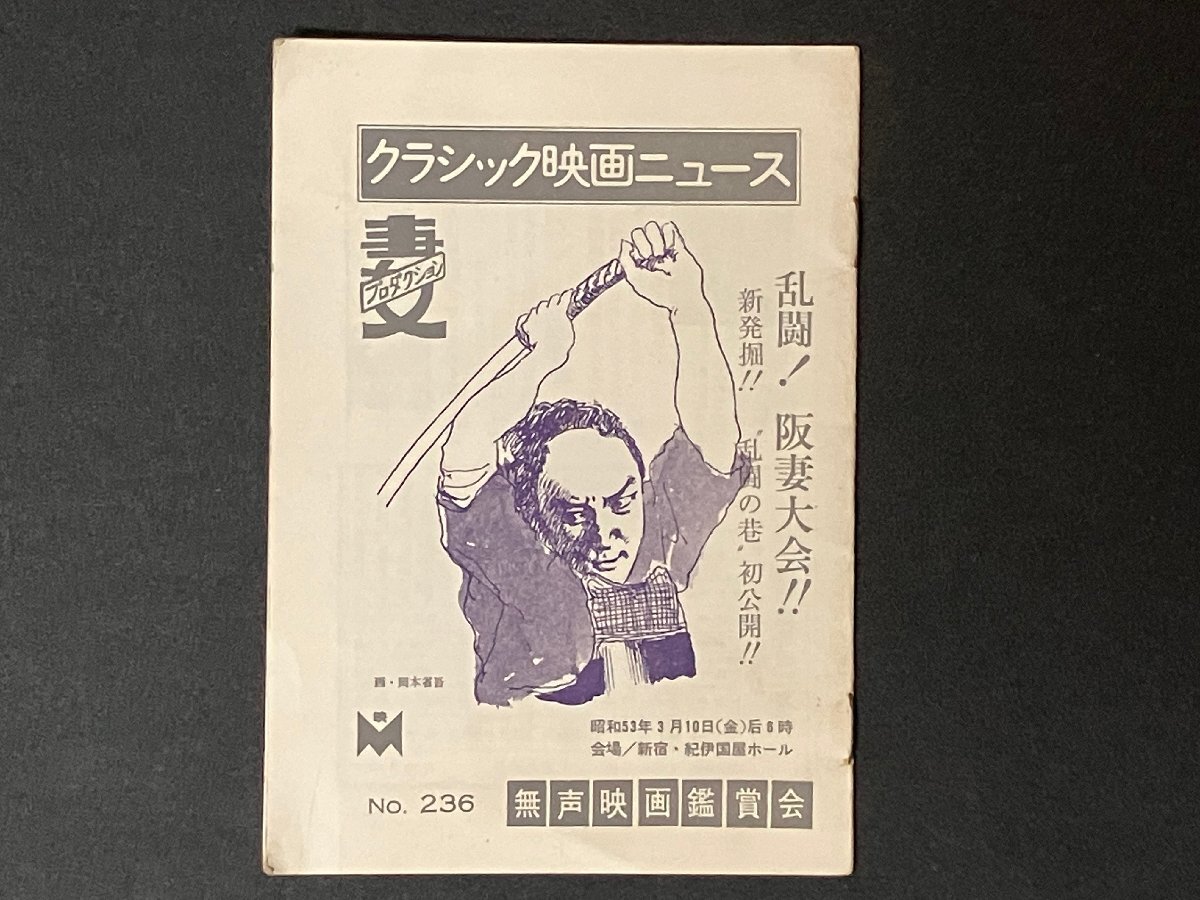 クラシック映画ニュース
妻
プロダクション
乱闘！ 阪妻大会!!
新発掘!! 〝乱闘の巷〟初公開!!
画・岡本省吾
映
M
昭和53年3月10日(金)后6時
会場／新宿・紀伊国屋ホール
No. 236
無声映画鑑賞会